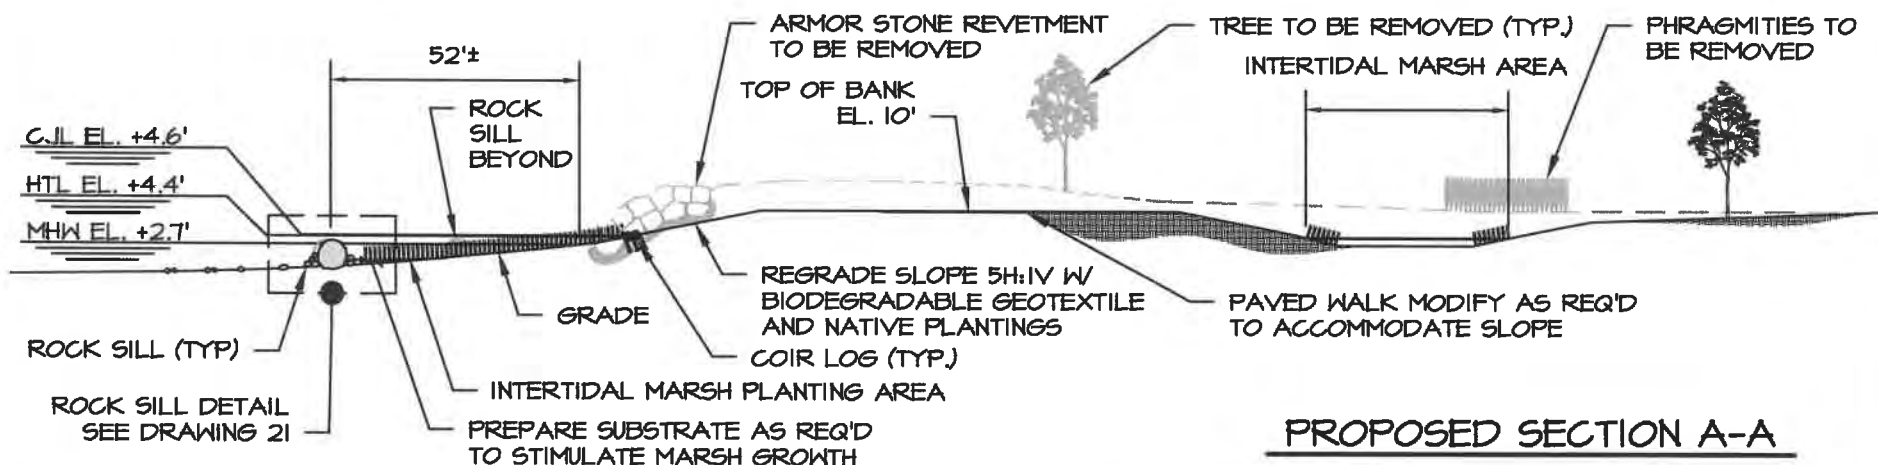 ARMOR STONE REVETMENT
TO BE REMOVED
TREE TO BE REMOVED (TYP.)
PHRAGMITIES TO
BE REMOVED
52'±
INTERTIDAL MARSH AREA
TOP OF BANK
EL. 10'
ROCK
SILL
BEYOND
CJL EL. +4.6'
HTL EL. +4.4'
MHW EL. +2.7'
REGRADE SLOPE 5H:1V W/
BIODEGRADABLE GEOTEXTILE
AND NATIVE PLANTINGS
PAVED WALK MODIFY AS REQ'D
TO ACCOMMODATE SLOPE
GRADE
ROCK SILL (TYP)
COIR LOG (TYP.)
INTERTIDAL MARSH PLANTING AREA
ROCK SILL DETAIL
SEE DRAWING 21
PREPARE SUBSTRATE AS REQ'D
TO STIMULATE MARSH GROWTH
PROPOSED SECTION A-A